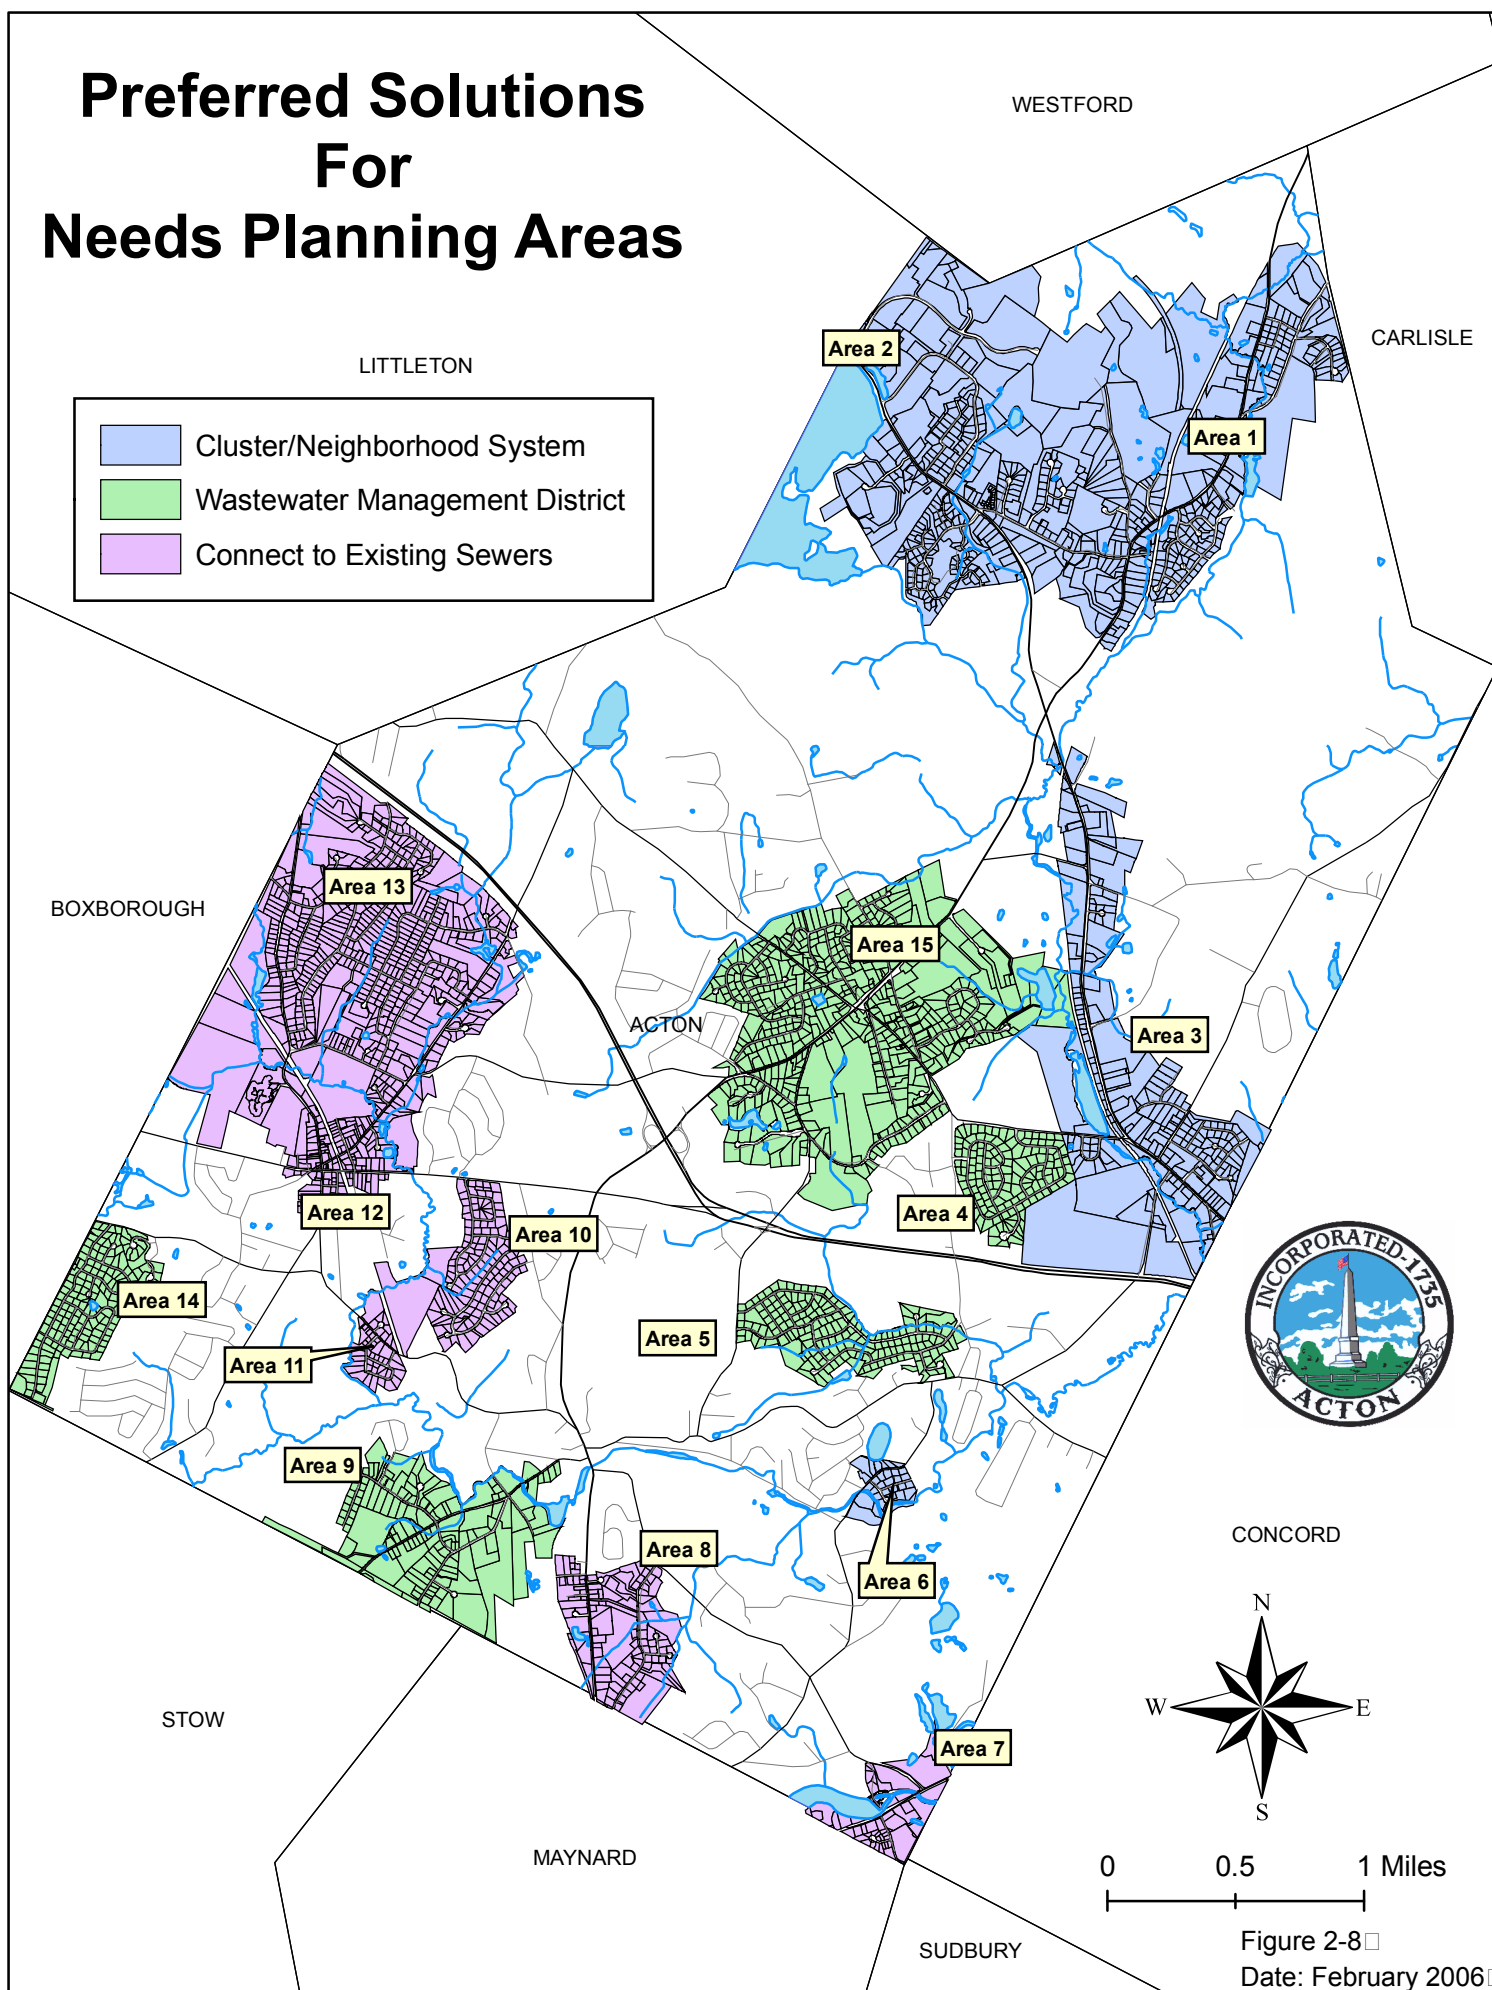 Preferred Solutions
For
Needs Planning Areas
WESTFORD
CARLISLE
LITTLETON
Cluster/Neighborhood System
Wastewater Management District
Connect to Existing Sewers
Area 2
Area 1
BOXBOROUGH
Area 13
Area 15
ACTON
Area 3
Area 12
Area 4
Area 10
Area 14
Area 5
Area 11
INCORPORATED-1735
ACTON
Area 9
Area 8
Area 6
CONCORD
STOW
N
W
E
S
Area 7
MAYNARD
0 0.5 1 Miles
SUDBURY
Figure 2-8
Date: February 2006